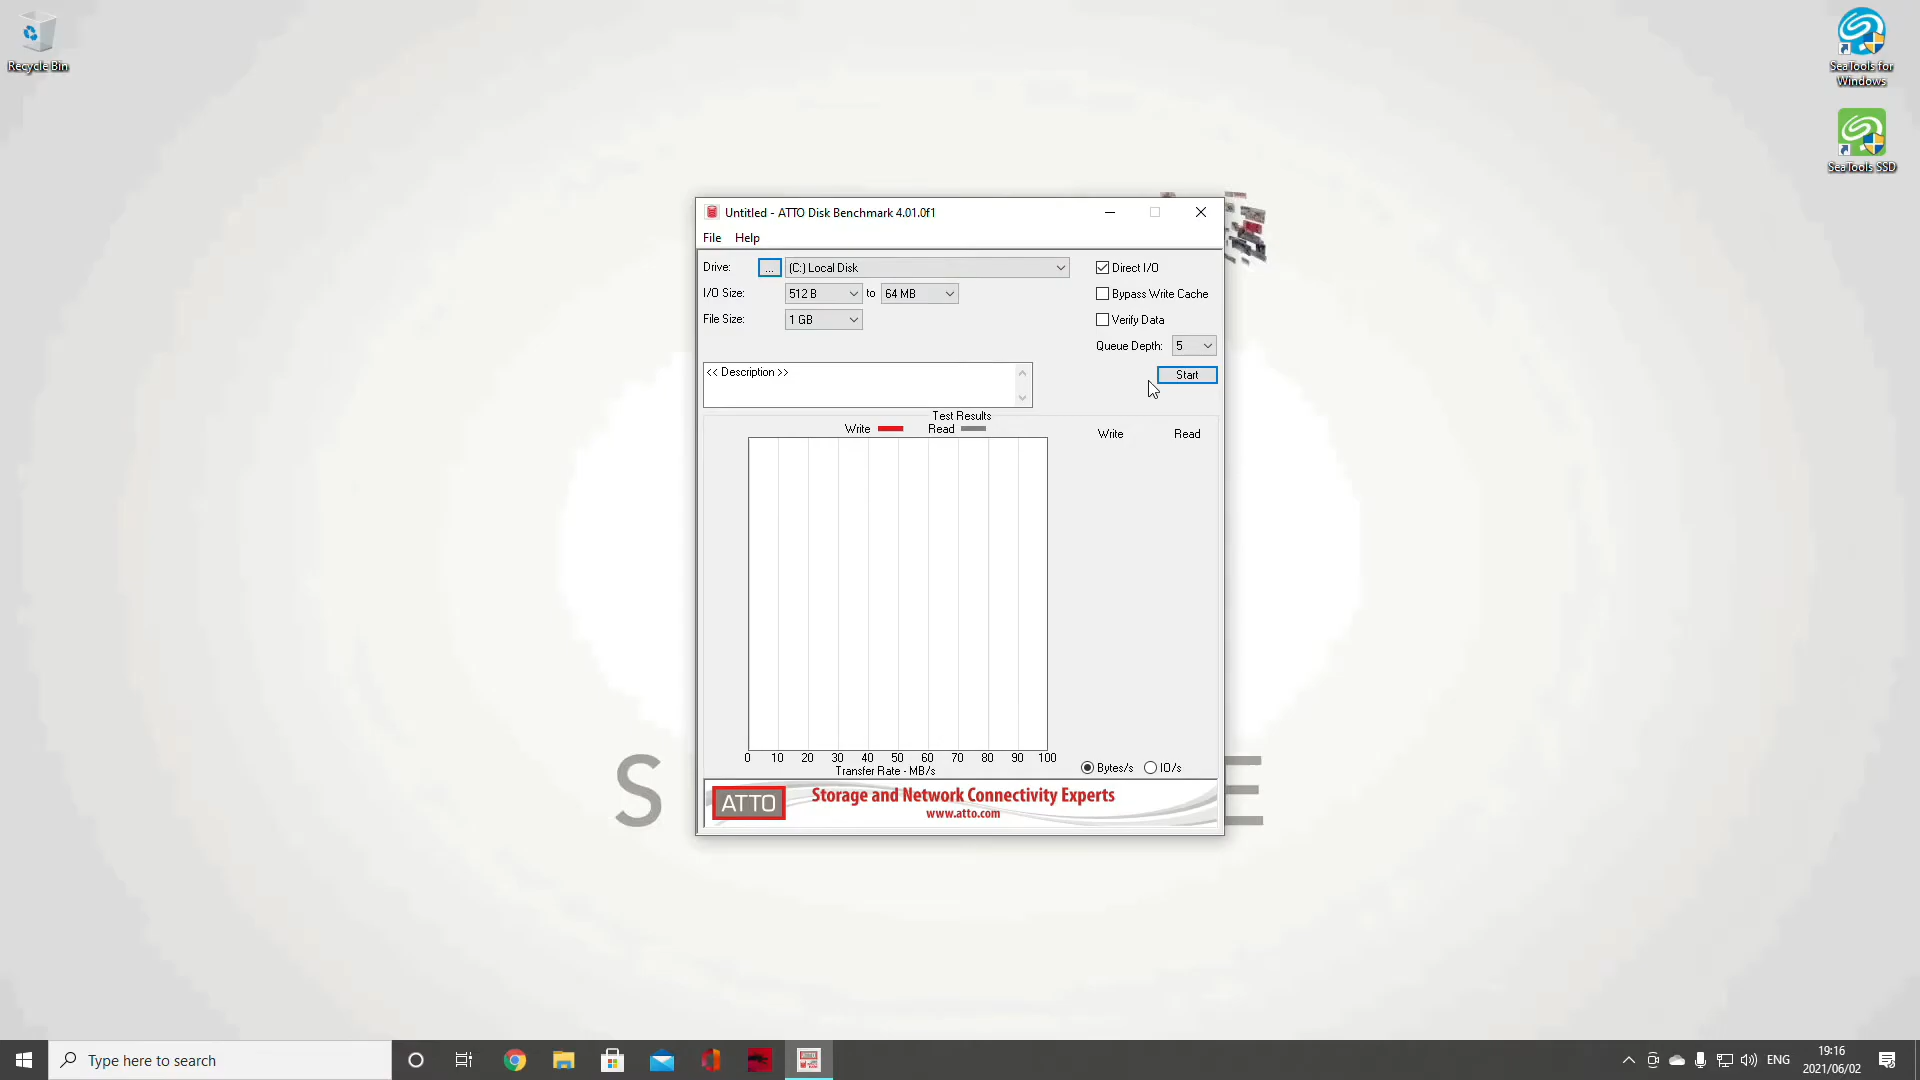 Recycle Bin
SeaTools for
Windows
SeaTools SSD
Untitled - ATTO Disk Benchmark 4.01.0f1
File Help
Drive: ... (C:) Local Disk
Direct I/O
I/O Size: 512 B to 64 MB
Bypass Write Cache
File Size: 1 GB
Verify Data
Queue Depth: 5
<< Description >>
Start
Test Results
Write Read
Write Read
0 10 20 30 40 50 60 70 80 90 100
Transfer Rate - MB/s
Bytes/s IO/s
S E
ATTO
Storage and Network Connectivity Experts
www.atto.com
Type here to search
ENG
19:16
2021/06/02